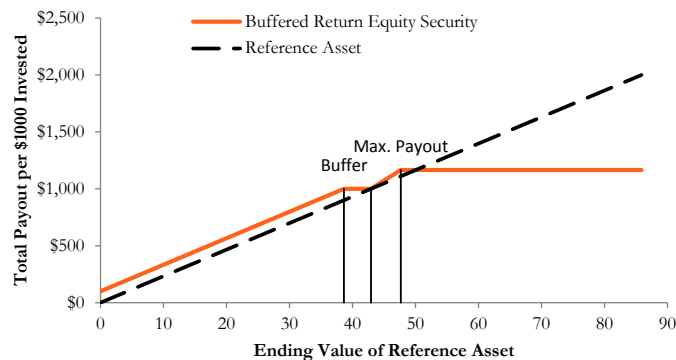 $2,500
Buffered Return Equity Security
Reference Asset
$2,000
$1,500
Max. Payout
Buffer
$1,000
$500
$0
Total Payout per $1000 Invested
0 10 20 30 40 50 60 70 80 90
Ending Value of Reference Asset